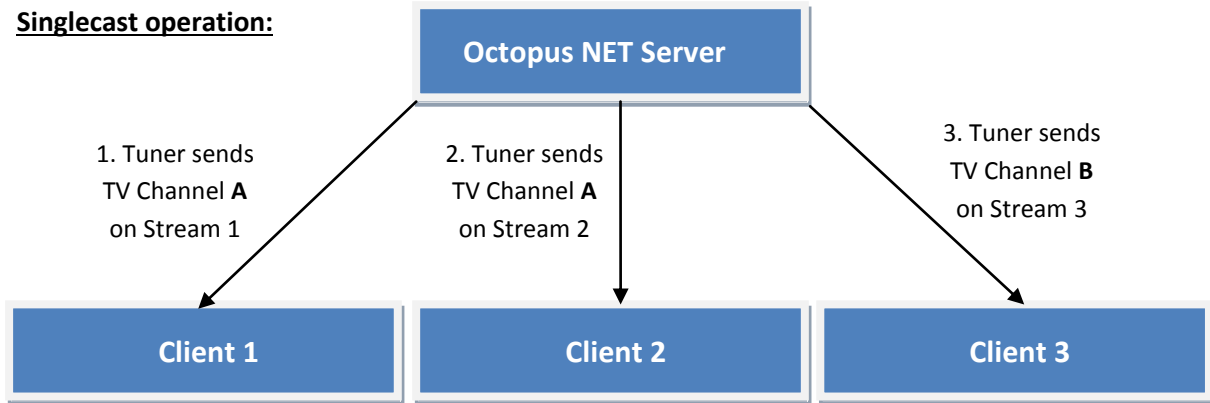 Singlecast operation:
Octopus NET Server
1. Tuner sends
TV Channel A
on Stream 1
2. Tuner sends
TV Channel A
on Stream 2
3. Tuner sends
TV Channel B
on Stream 3
Client 1
Client 2
Client 3